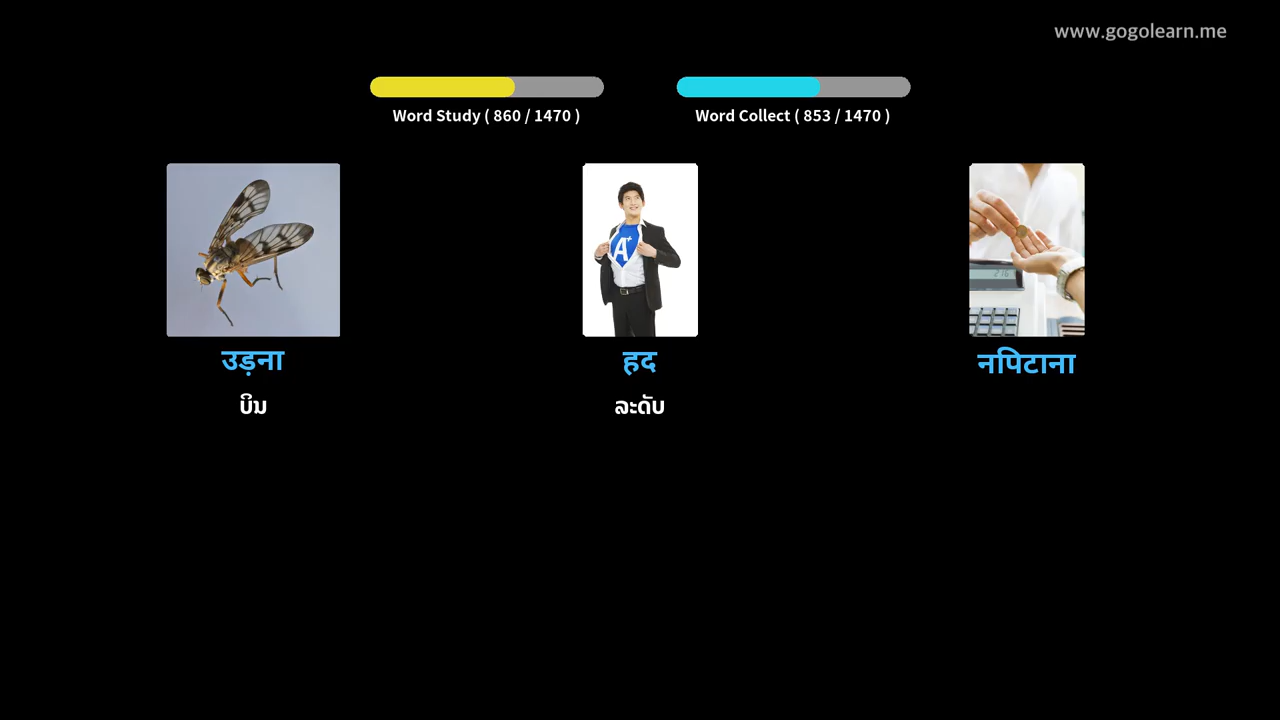 www.gogolearn.me
Word Study ( 860 / 1470 )
Word Collect ( 853 / 1470 )
A+
उड़ना
हद
नपिटाना
ບິນ
ລະດັບ